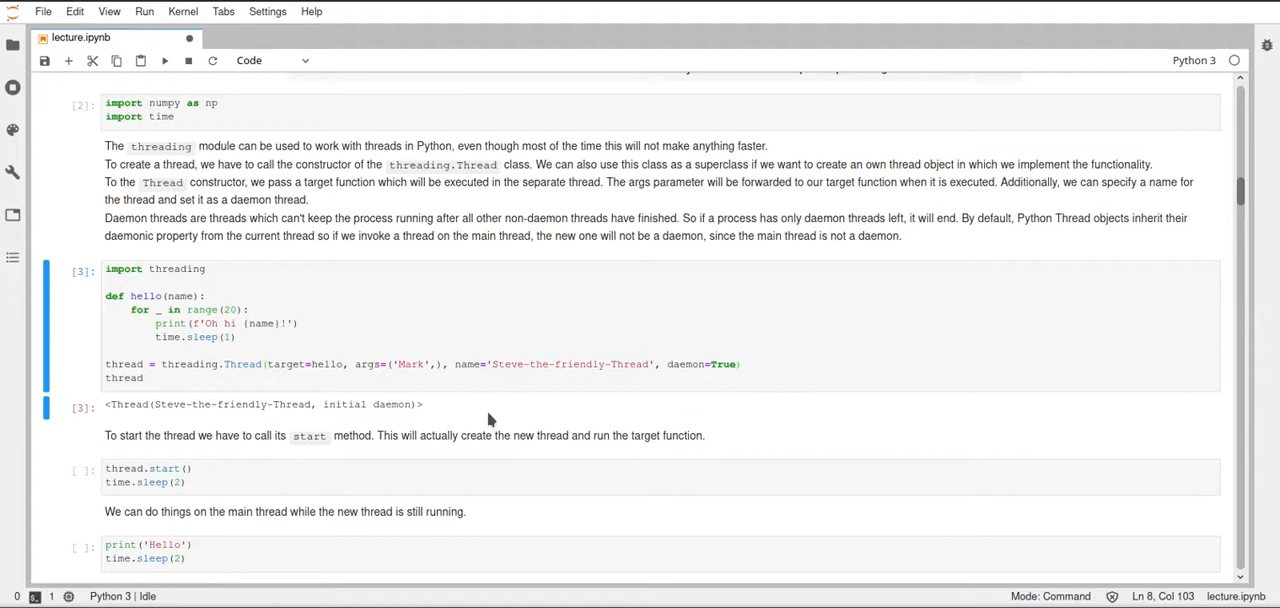 File Edit View Run Kernel Tabs Settings Help
lecture.ipynb
Code
Python 3
[2]:
import numpy as np
import time
The threading module can be used to work with threads in Python, even though most of the time this will not make anything faster.
To create a thread, we have to call the constructor of the threading.Thread class. We can also use this class as a superclass if we want to create an own thread object in which we implement the functionality.
To the Thread constructor, we pass a target function which will be executed in the separate thread. The args parameter will be forwarded to our target function when it is executed. Additionally, we can specify a name for
the thread and set it as a daemon thread.
Daemon threads are threads which can't keep the process running after all other non-daemon threads have finished. So if a process has only daemon threads left, it will end. By default, Python Thread objects inherit their
daemonic property from the current thread so if we invoke a thread on the main thread, the new one will not be a daemon, since the main thread is not a daemon.
[3]:
import threading
def hello(name):
for _ in range(20):
print(f'Oh hi {name}!')
time.sleep(1)
thread = threading.Thread(target=hello, args=('Mark',), name='Steve-the-friendly-Thread', daemon=True)
thread
[3]:
<Thread(Steve-the-friendly-Thread, initial daemon)>
To start the thread we have to call its start method. This will actually create the new thread and run the target function.
[ ]:
thread.start()
time.sleep(2)
We can do things on the main thread while the new thread is still running.
[ ]:
print('Hello')
time.sleep(2)
0 1 Python 3 | Idle Mode: Command Ln 8, Col 103 lecture.ipynb